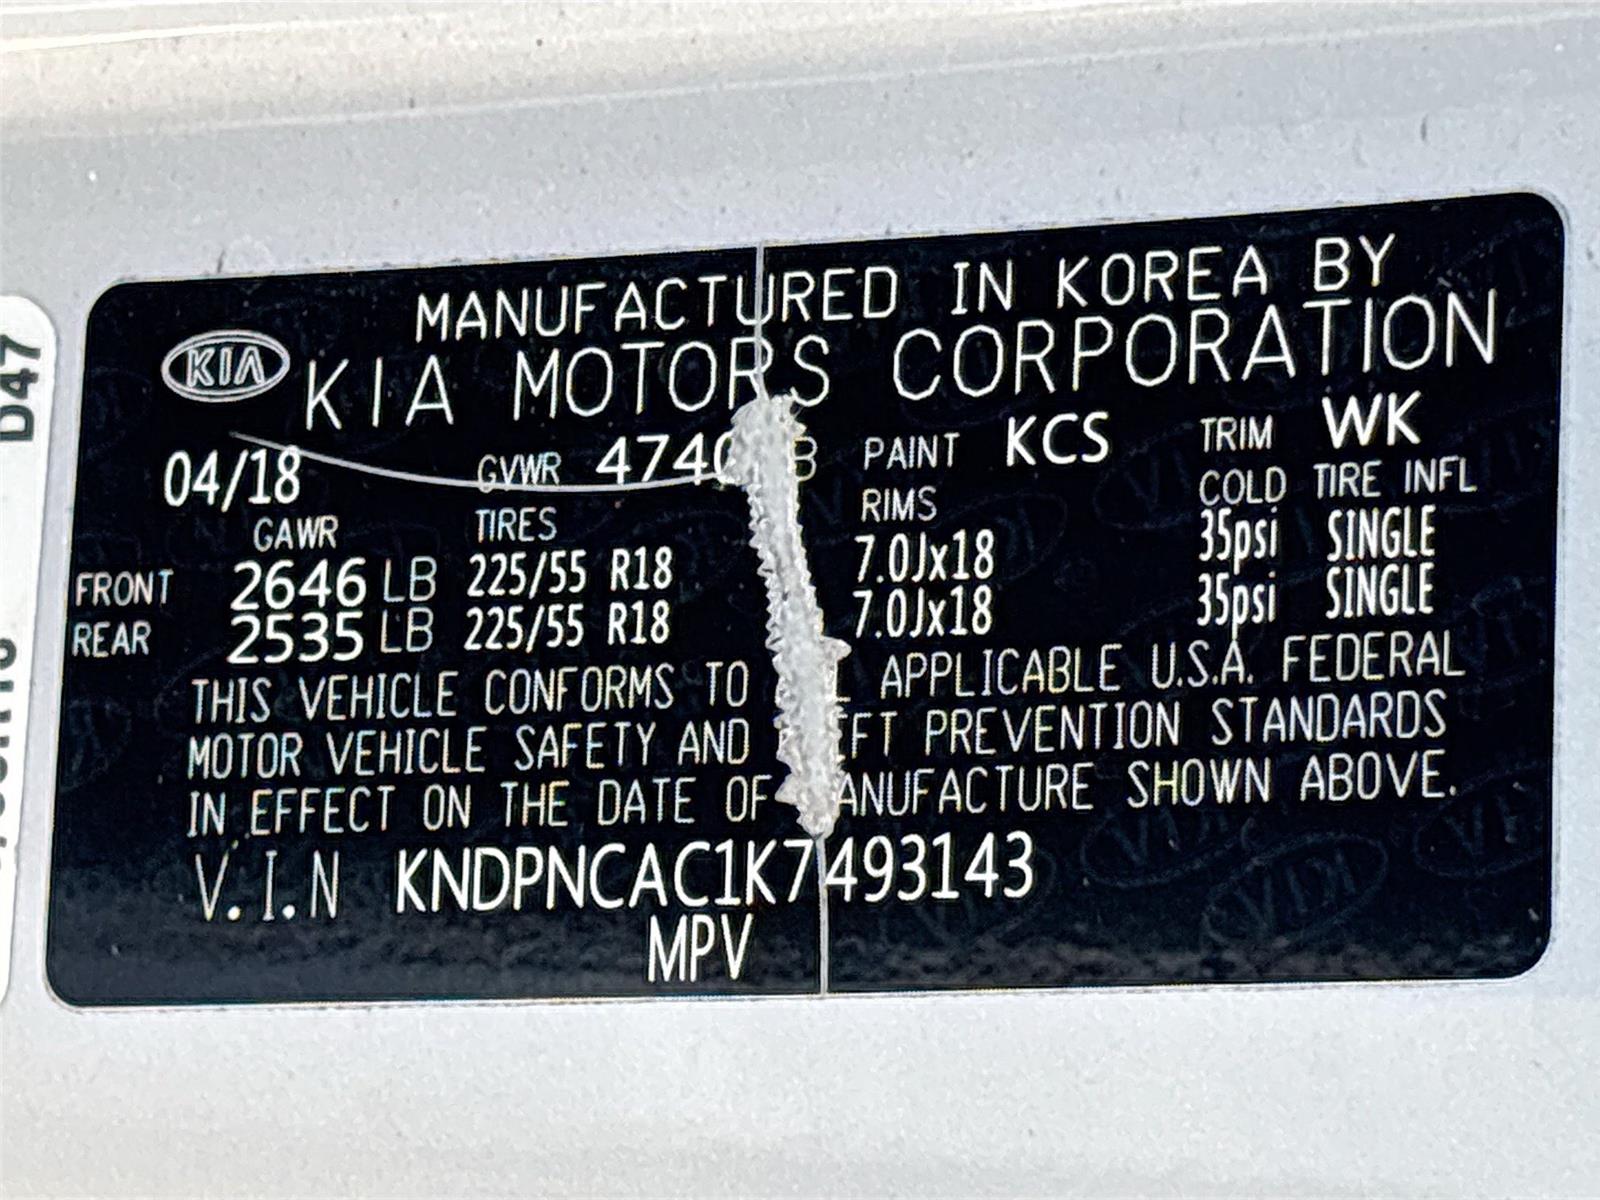 D47
MANUFACTURED IN KOREA BY
KIA KIA MOTORS CORPORATION
04/18 GVWR PAINT KCS TRIM WK
GAWR TIRES RIMS COLD TIRE INFL
FRONT 2646 LB 225/55 R18 7.0Jx18 35psi SINGLE
REAR 2535 LB 225/55 R18 7.0Jx18 35psi SINGLE
THIS VEHICLE CONFORMS TO APPLICABLE U.S.A. FEDERAL
MOTOR VEHICLE SAFETY AND PREVENTION STANDARDS
IN EFFECT ON THE DATE OF MANUFACTURE SHOWN ABOVE.
V.I.N KNDPNCAC1K7493143
MPV